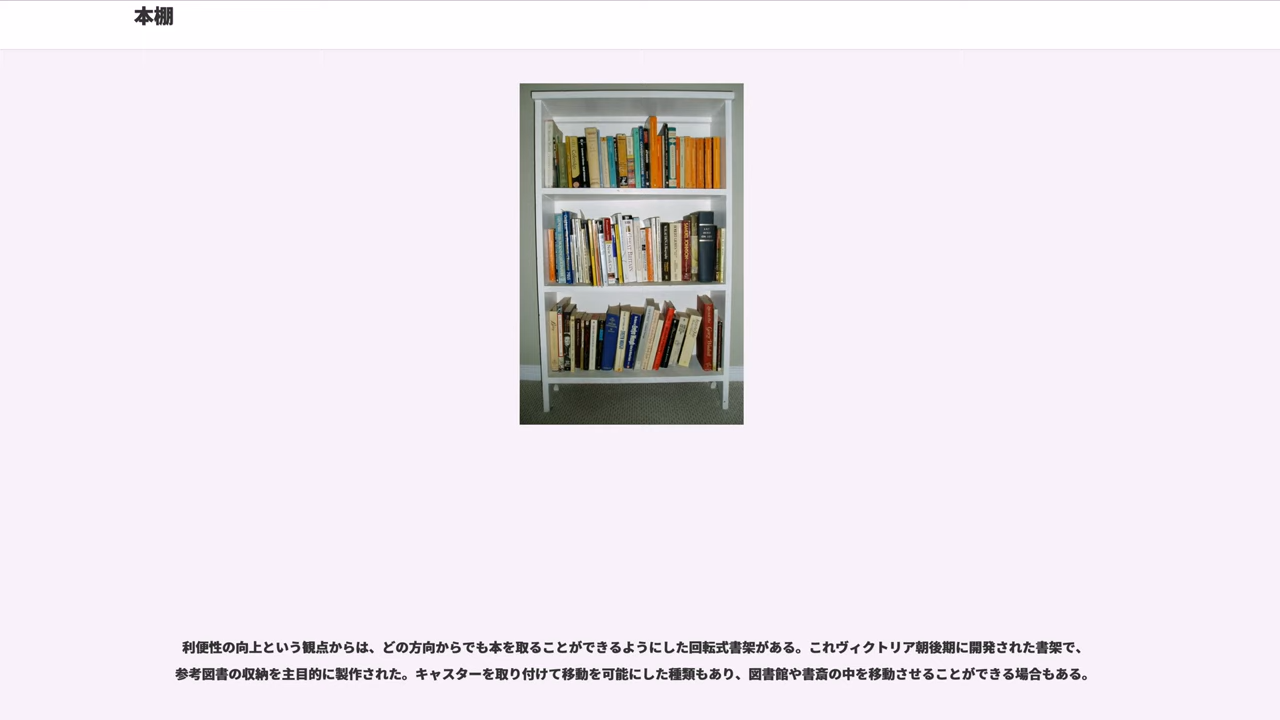 本棚
利便性の向上という観点からは、どの方向からでも本を取ることができるようにした回転式書架がある。これヴィクトリア朝後期に開発された書架で、
参考図書の収納を主目的に製作された。キャスターを取り付けて移動を可能にした種類もあり、図書館や書斎の中を移動させることができる場合もある。